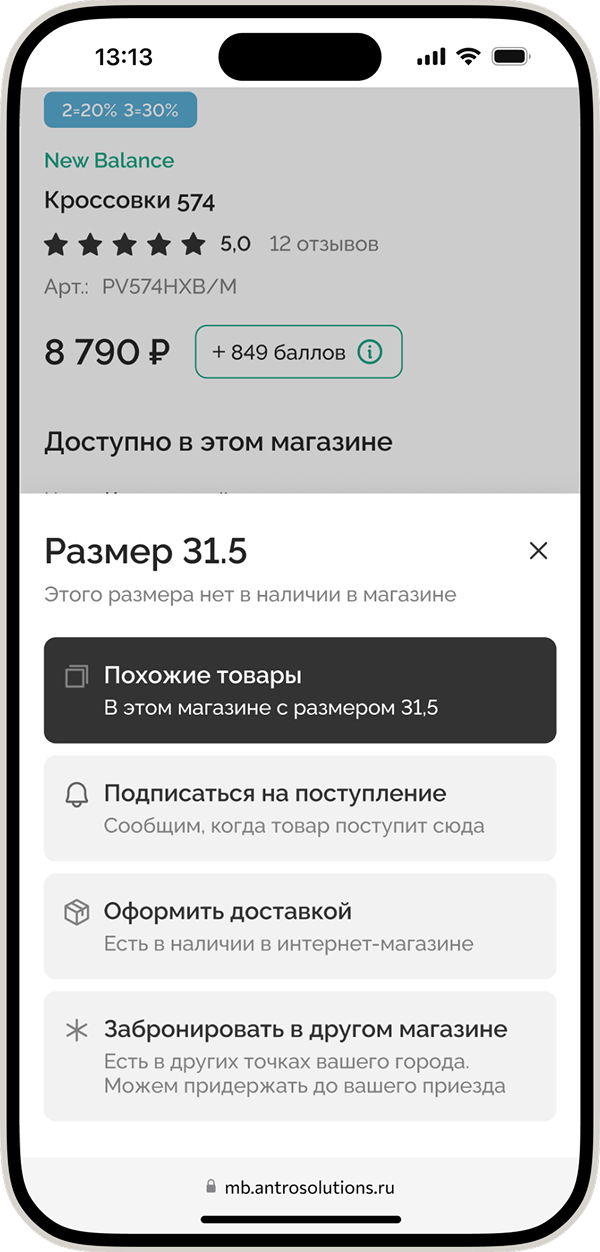 13:13
2=20% 3=30%
New Balance
Кроссовки 574
5,0 12 отзывов
Арт.: PV574HXB/M
8 790 ₽ + 849 баллов
Доступно в этом магазине
Размер 31.5
Этого размера нет в наличии в магазине
Похожие товары
В этом магазине с размером 31,5
Подписаться на поступление
Сообщим, когда товар поступит сюда
Оформить доставкой
Есть в наличии в интернет-магазине
Забронировать в другом магазине
Есть в других точках вашего города.
Можем придержать до вашего приезда
mb.antrosolutions.ru